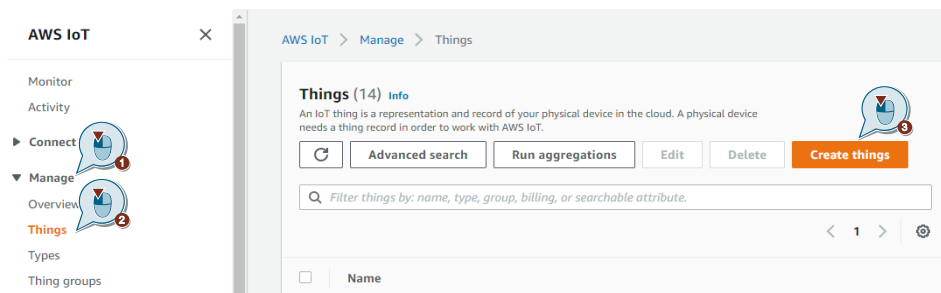 AWS IoT
Monitor
Activity
Connect
1
Manage
Overview
2
Things
Types
Thing groups
AWS IoT > Manage > Things
Things (14) Info
An IoT thing is a representation and record of your physical device in the cloud. A physical device
needs a thing record in order to work with AWS IoT.
3
Advanced search Run aggregations Edit Delete Create things
Filter things by: name, type, group, billing, or searchable attribute.
< 1 >
Name